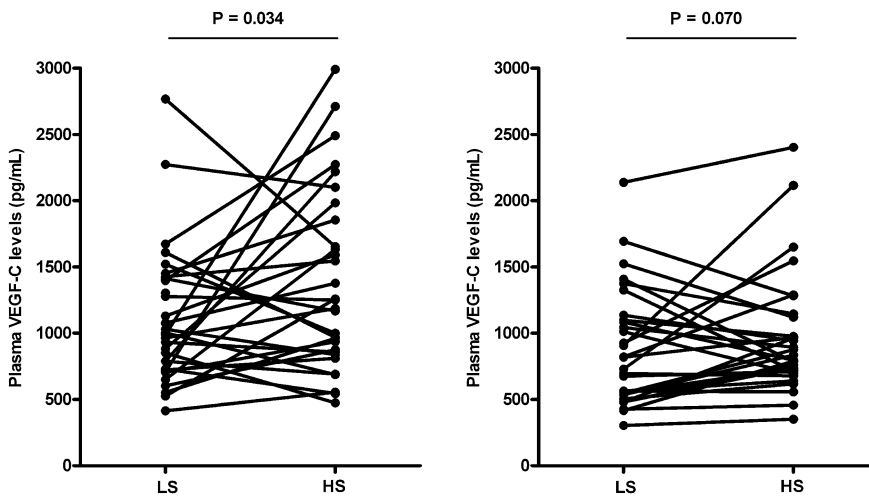 P = 0.034
P = 0.070
Plasma VEGF-C levels (pg/mL)
3000
2500
2000
1500
1000
500
0
LS HS
Plasma VEGF-C levels (pg/mL)
3000
2500
2000
1500
1000
500
0
LS HS